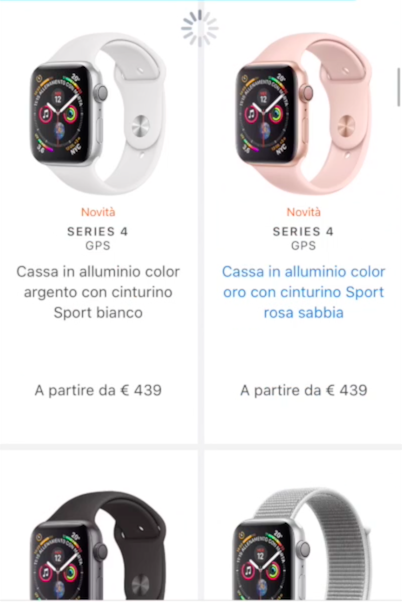 Novità
SERIES 4
GPS
Cassa in alluminio color
argento con cinturino
Sport bianco
A partire da € 439
Novità
SERIES 4
GPS
Cassa in alluminio color
oro con cinturino Sport
rosa sabbia
A partire da € 439